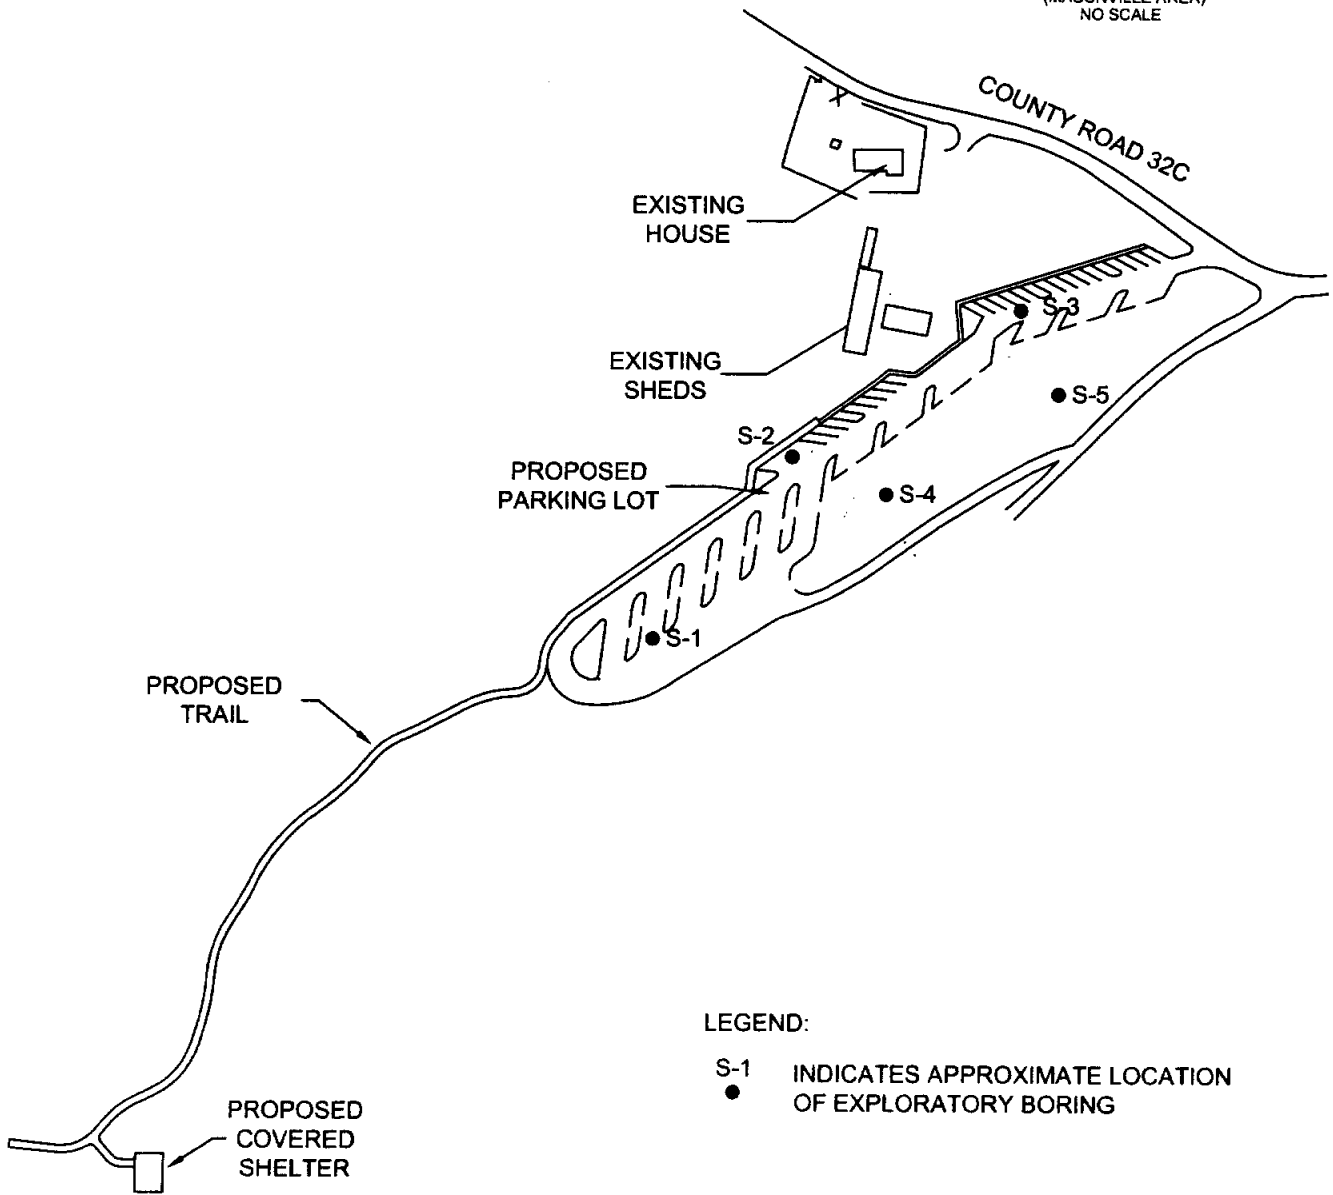 NO SCALE
COUNTY ROAD 32C
EXISTING
HOUSE
EXISTING
SHEDS
S-3
S-5
S-2
PROPOSED
PARKING LOT
S-4
S-1
PROPOSED
TRAIL
LEGEND:
S-1 INDICATES APPROXIMATE LOCATION
OF EXPLORATORY BORING
PROPOSED
COVERED
SHELTER